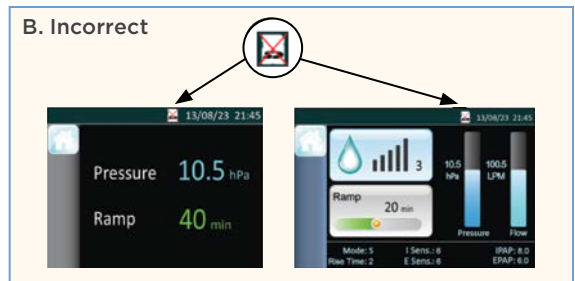 B. Incorrect
13/08/23 21:45
Pressure 10.5 hPa
Ramp 40 min
13/08/23 21:45
3
Ramp
20 min
10.5 hPa
100.5 LPM
Pressure Flow
Mode: 5 I Sens.: 6 IPAP: 8.0
Rise Time: 2 E Sens.: 6 EPAP: 6.0